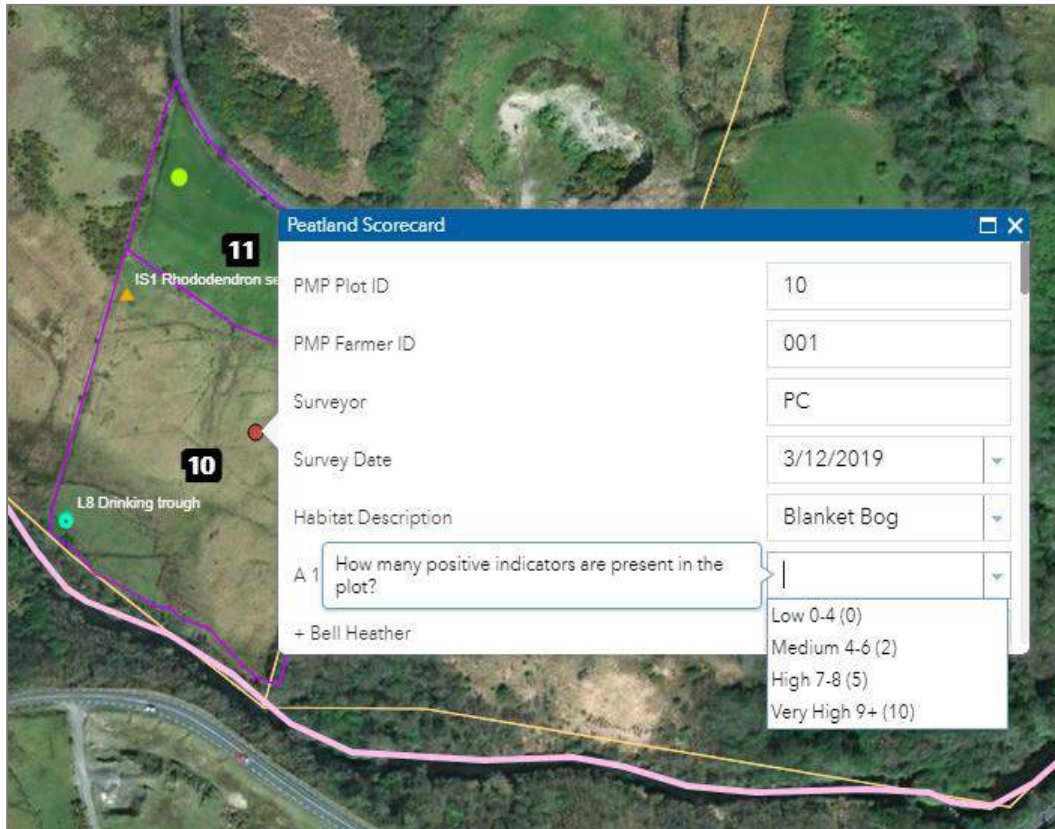 Peatland Scorecard
11
IS1 Rhododendron se
PMP Plot ID
10
PMP Farmer ID
001
Surveyor
PC
10
Survey Date
3/12/2019
L8 Drinking trough
Habitat Description
Blanket Bog
A 1
How many positive indicators are present in the
plot?
+ Bell Heather
Low 0-4 (0)
Medium 4-6 (2)
High 7-8 (5)
Very High 9+ (10)